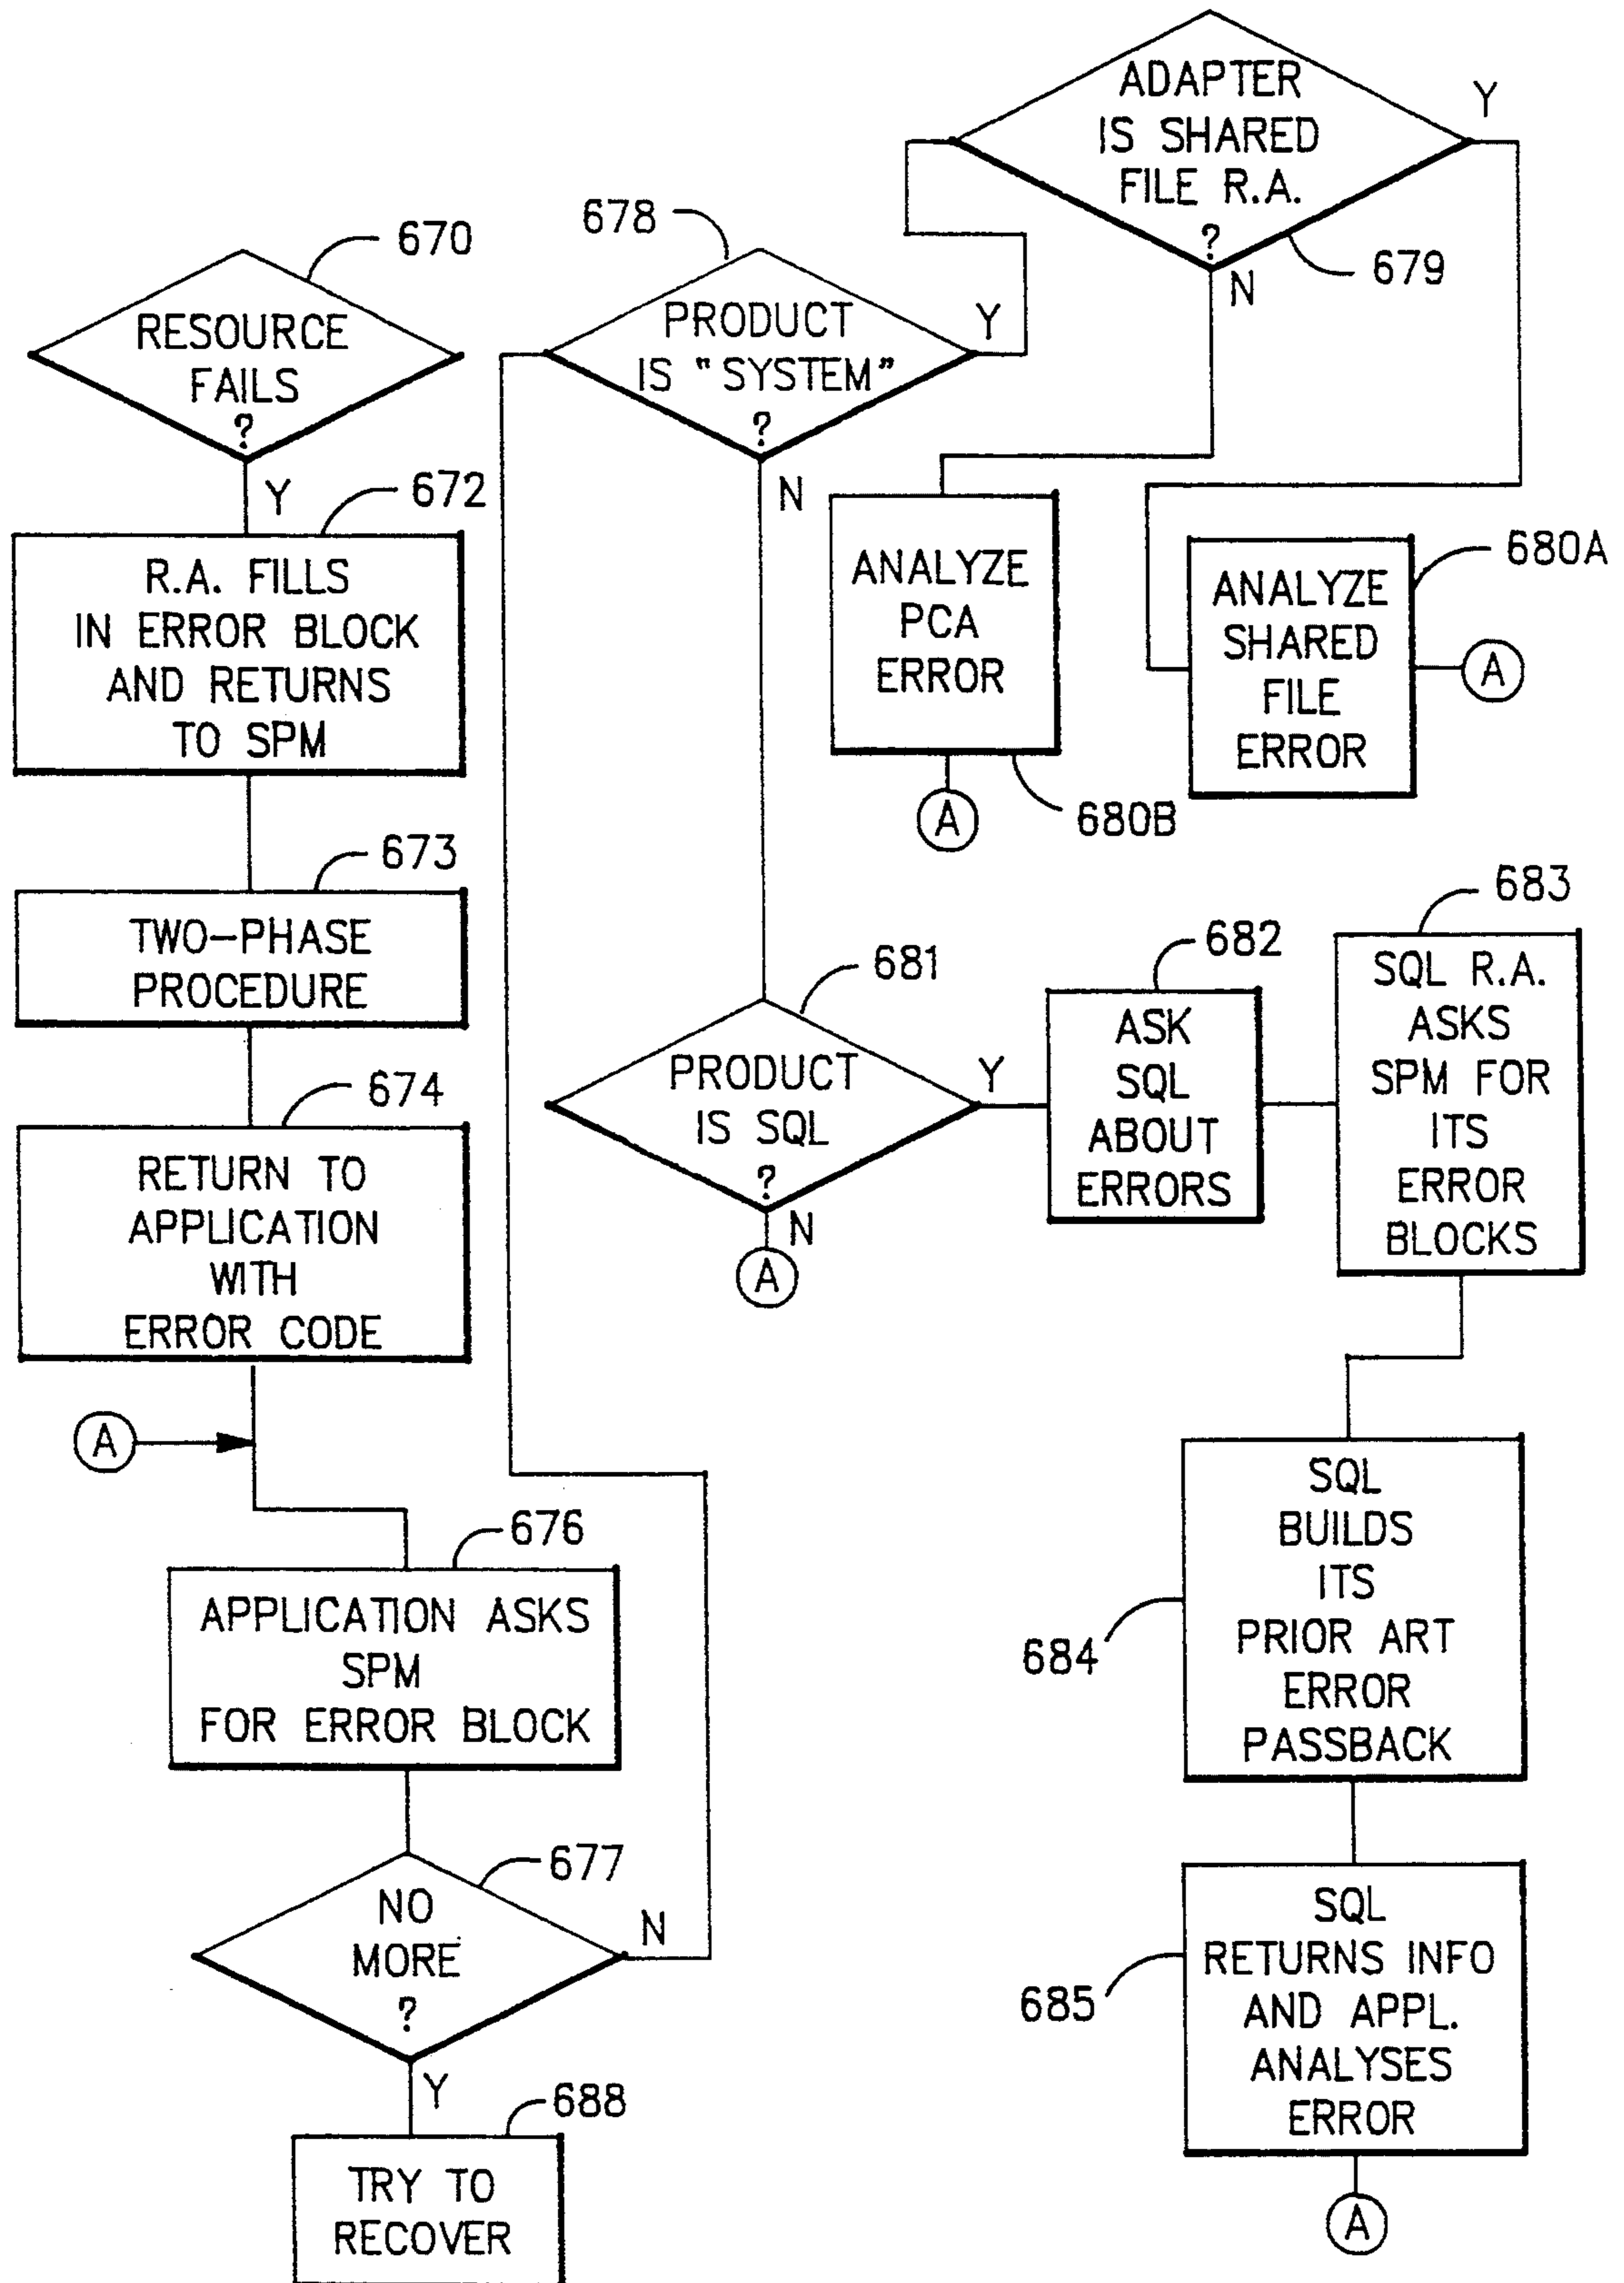 670
RESOURCE
FAILS
?
Y
672
R.A. FILLS
IN ERROR BLOCK
AND RETURNS
TO SPM
673
TWO-PHASE
PROCEDURE
674
RETURN TO
APPLICATION
WITH
ERROR CODE
A
676
APPLICATION ASKS
SPM
FOR ERROR BLOCK
677
NO
MORE
?
N
Y
688
TRY TO
RECOVER
678
PRODUCT
IS "SYSTEM"
?
Y
N
ADAPTER
IS SHARED
FILE R.A.
?
Y
N
679
ANALYZE
PCA
ERROR
680B
A
680A
ANALYZE
SHARED
FILE
ERROR
A
681
PRODUCT
IS SQL
?
Y
N
A
682
ASK
SQL
ABOUT
ERRORS
683
SQL R.A.
ASKS
SPM FOR
ITS
ERROR
BLOCKS
684
SQL
BUILDS
ITS
PRIOR ART
ERROR
PASSBACK
685
SQL
RETURNS INFO
AND APPL.
ANALYSES
ERROR
A